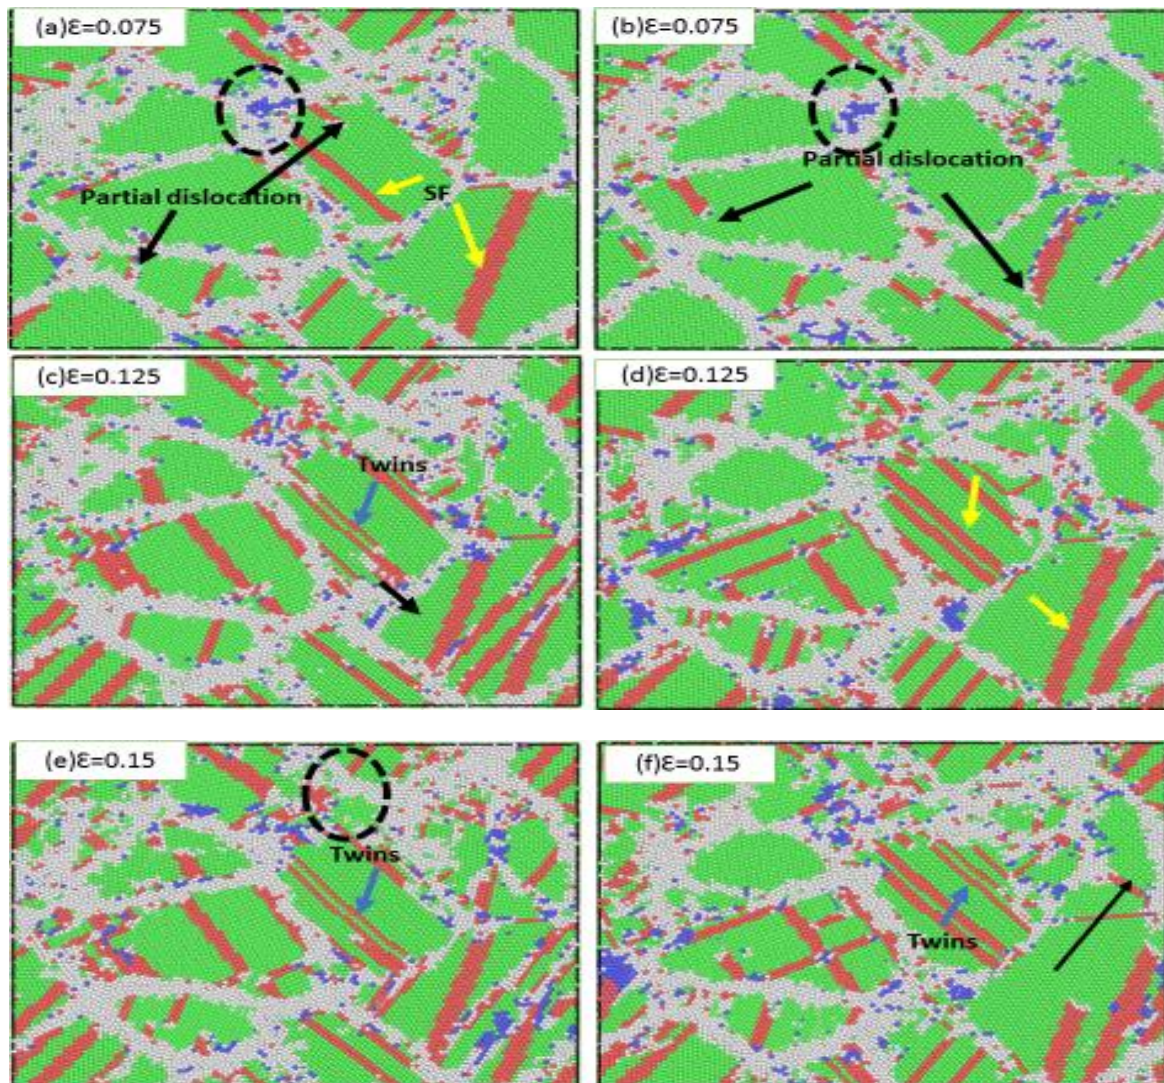 (a)Ɛ=0.075
(b)Ɛ=0.075
Partial dislocation
SF
Partial dislocation
(c)Ɛ=0.125
(d)Ɛ=0.125
Twins
(e)Ɛ=0.15
(f)Ɛ=0.15
Twins
Twins